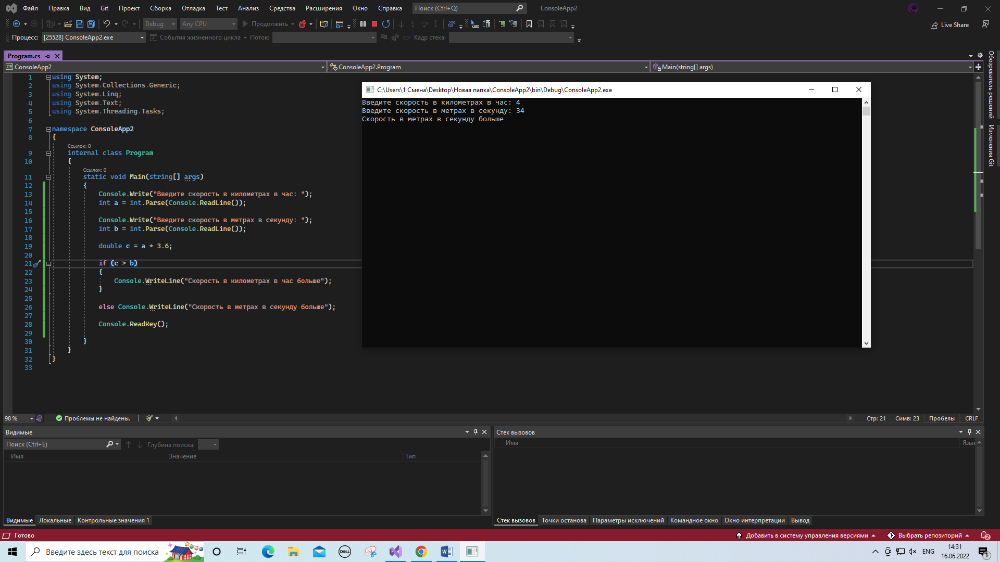 Файл Правка Вид Git Проект Сборка Отладка Тест Анализ Средства Расширения Окно Справка Поиск (Ctrl+Q) ConsoleApp2
Debug Any CPU Продолжить Live Share
Процесс: [25528] ConsoleApp2.exe События жизненного цикла Поток: Кадр стека:
Program.cs
C# ConsoleApp2 ConsoleApp2.Program Main(string[] args)
Обозреватель решений
Изменения Git
1 using System;
2 using System.Collections.Generic;
3 using System.Linq;
4 using System.Text;
5 using System.Threading.Tasks;
6
7 namespace ConsoleApp2
8 {
Ссылок: 0
9 internal class Program
10 {
Ссылок: 0
11 static void Main(string[] args)
12 {
13 Console.Write("Введите скорость в километрах в час: ");
14 int a = int.Parse(Console.ReadLine());
15
16 Console.Write("Введите скорость в метрах в секунду: ");
17 int b = int.Parse(Console.ReadLine());
18
19 double c = a * 3.6;
20
21 if (c > b)
22 {
23 Console.WriteLine("Скорость в километрах в час больше");
24 }
25
26 else Console.WriteLine("Скорость в метрах в секунду больше");
27
28 Console.ReadKey();
29
30 }
31 }
32 }
33
C:\Users\1 Смена\Desktop\Новая папка\ConsoleApp2\bin\Debug\ConsoleApp2.exe
Введите скорость в километрах в час: 4
Введите скорость в метрах в секунду: 34
Скорость в метрах в секунду больше
98 % Проблемы не найдены. Стр: 21 Симв: 23 Пробелы CRLF
Видимые
Поиск (Ctrl+E) Глубина поиска:
Имя Значение Тип
Видимые Локальные Контрольные значения 1
Стек вызовов
Имя Язык
Стек вызовов Точки останова Параметры исключений Командное окно Окно интерпретации Вывод
Готово Добавить в систему управления версиями Выбрать репозиторий 2
Введите здесь текст для поиска DELL W ENG 14:31
16.06.2022 1